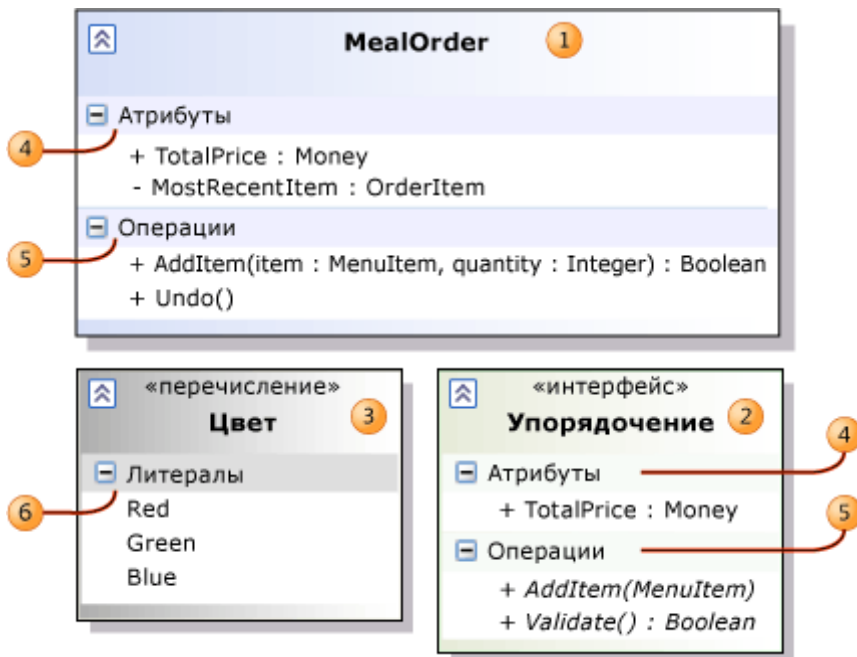 MealOrder 1
Атрибуты
4
+ TotalPrice : Money
- MostRecentItem : OrderItem
Операции
5
+ AddItem(item : MenuItem, quantity : Integer) : Boolean
+ Undo()
«перечисление»
Цвет 3
Литералы
6
Red
Green
Blue
«интерфейс»
Упорядочение 2
4
Атрибуты
+ TotalPrice : Money
5
Операции
+ AddItem(MenuItem)
+ Validate() : Boolean